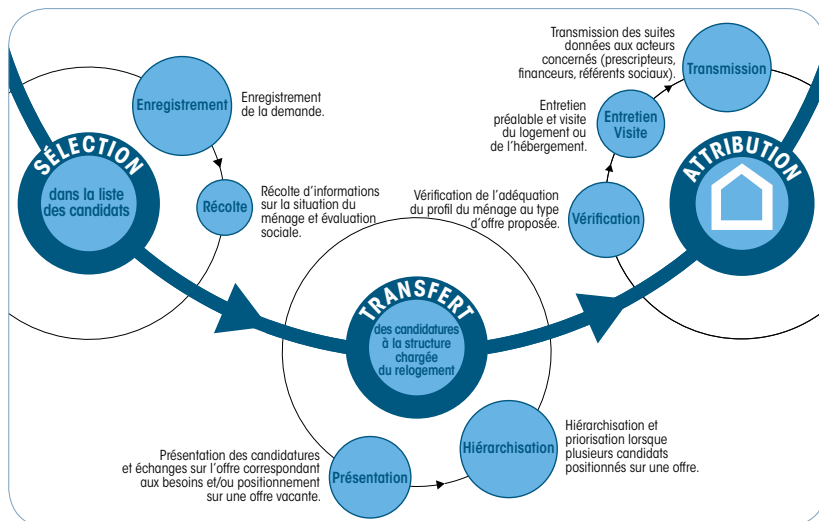 Enregistrement
Enregistrement
de la demande.
SÉLECTION
dans la liste
des candidats
Récolte
Récolte d’informations
sur la situation du
ménage et évaluation
sociale.
TRANSFERT
des candidatures
à la structure
chargée
du relogement
Présentation des candidatures
et échanges sur l’offre correspondant
aux besoins et/ou positionnement
sur une offre vacante.
Présentation
Hiérarchisation
Hiérarchisation et
priorisation lorsque
plusieurs candidats
positionnés sur une offre.
Vérification de l’adéquation
du profil du ménage au type
d’offre proposée.
Vérification
Entretien
préalable et visite
du logement ou
de l’hébergement.
Entretien
Visite
Transmission des suites
données aux acteurs
concernés (prescripteurs,
financeurs, référents sociaux).
Transmission
ATTRIBUTION